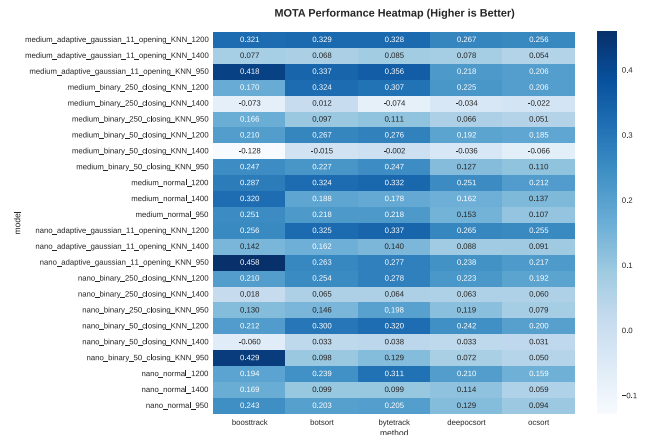 MOTA Performance Heatmap (Higher is Better)
medium_adaptive_gaussian_11_opening_KNN_1200 0.321 0.329 0.328 0.267 0.256
medium_adaptive_gaussian_11_opening_KNN_1400 0.077 0.068 0.085 0.078 0.054
medium_adaptive_gaussian_11_opening_KNN_950 0.418 0.337 0.356 0.218 0.206
medium_binary_250_closing_KNN_1200 0.170 0.324 0.307 0.225 0.206
medium_binary_250_closing_KNN_1400 -0.073 0.012 -0.074 -0.034 -0.022
medium_binary_250_closing_KNN_950 0.166 0.097 0.111 0.066 0.051
medium_binary_50_closing_KNN_1200 0.210 0.267 0.276 0.192 0.185
medium_binary_50_closing_KNN_1400 -0.128 -0.015 -0.002 -0.036 -0.066
medium_binary_50_closing_KNN_950 0.247 0.227 0.247 0.127 0.110
medium_normal_1200 0.287 0.324 0.332 0.251 0.212
medium_normal_1400 0.320 0.188 0.178 0.162 0.137
medium_normal_950 0.251 0.218 0.218 0.153 0.107
nano_adaptive_gaussian_11_opening_KNN_1200 0.256 0.325 0.337 0.265 0.255
nano_adaptive_gaussian_11_opening_KNN_1400 0.142 0.162 0.140 0.088 0.091
nano_adaptive_gaussian_11_opening_KNN_950 0.458 0.263 0.277 0.238 0.217
nano_binary_250_closing_KNN_1200 0.210 0.254 0.278 0.223 0.192
nano_binary_250_closing_KNN_1400 0.018 0.065 0.064 0.063 0.060
nano_binary_250_closing_KNN_950 0.130 0.146 0.198 0.119 0.079
nano_binary_50_closing_KNN_1200 0.212 0.300 0.320 0.242 0.200
nano_binary_50_closing_KNN_1400 -0.060 0.033 0.038 0.033 0.031
nano_binary_50_closing_KNN_950 0.429 0.098 0.129 0.072 0.050
nano_normal_1200 0.194 0.239 0.311 0.210 0.159
nano_normal_1400 0.169 0.099 0.099 0.114 0.059
nano_normal_950 0.243 0.203 0.205 0.129 0.094
boosttrack botsort bytetrack deepocsort ocsort
method
model
0.4
0.3
0.2
0.1
0.0
−0.1